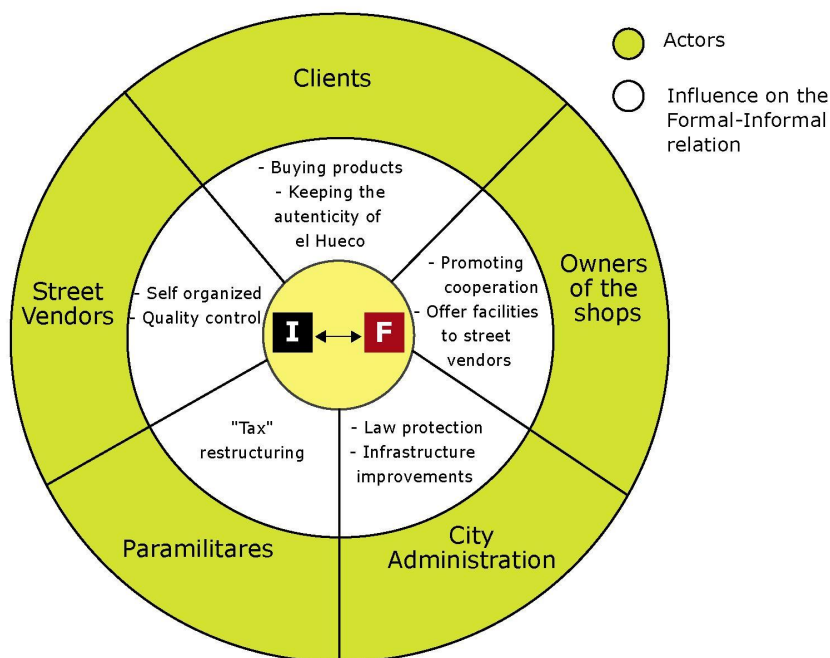 Actors
Influence on the
Formal-Informal
relation
Clients
- Buying products
- Keeping the
autenticity of
el Hueco
Owners
of the
shops
- Promoting
cooperation
- Offer facilities
to street
vendors
Street
Vendors
- Self organized
- Quality control
I
F
"Tax"
restructuring
- Law protection
- Infrastructure
improvements
Paramilitares
City
Administration